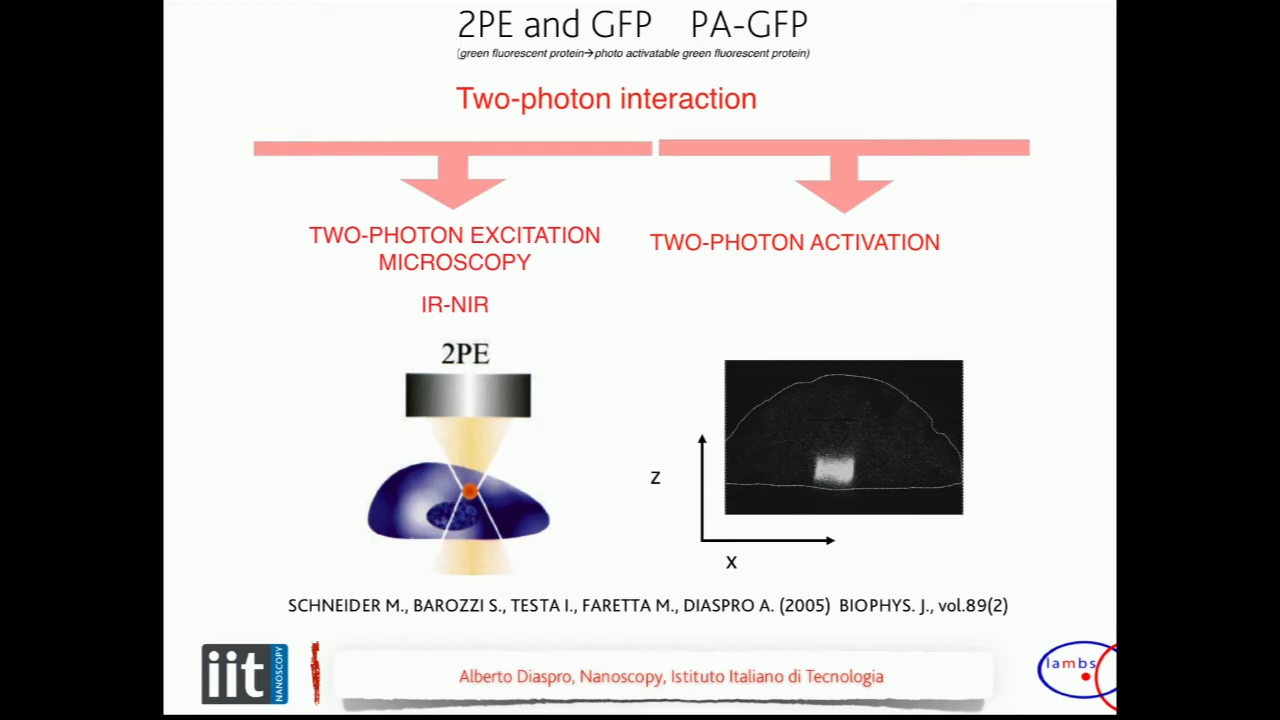 2PE and GFP PA-GFP
(green fluorescent protein→photo activatable green fluorescent protein)
Two-photon interaction
TWO-PHOTON EXCITATION
MICROSCOPY
IR-NIR
TWO-PHOTON ACTIVATION
2PE
z
x
SCHNEIDER M., BAROZZI S., TESTA I., FARETTA M., DIASPRO A. (2005) BIOPHYS. J., vol.89(2)
iit
NANOSCOPY
Alberto Diaspro, Nanoscopy, Istituto Italiano di Tecnologia
lambs